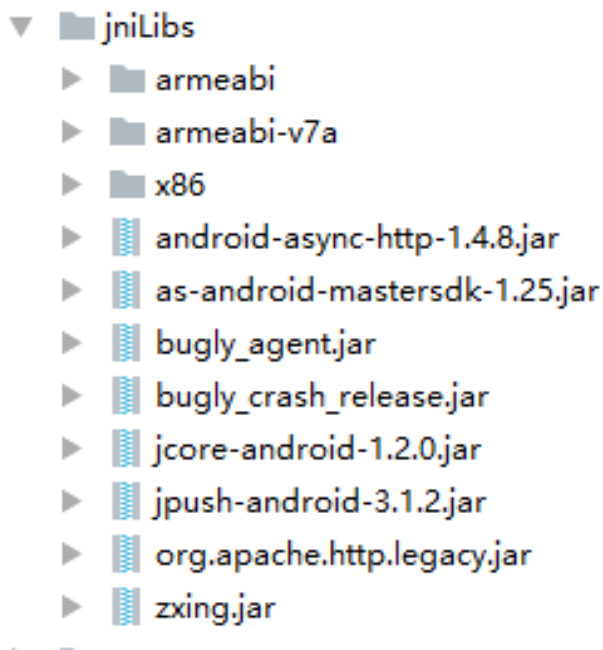 jniLibs
armeabi
armeabi-v7a
x86
android-async-http-1.4.8.jar
as-android-mastersdk-1.25.jar
bugly_agent.jar
bugly_crash_release.jar
jcore-android-1.2.0.jar
jpush-android-3.1.2.jar
org.apache.http.legacy.jar
zxing.jar